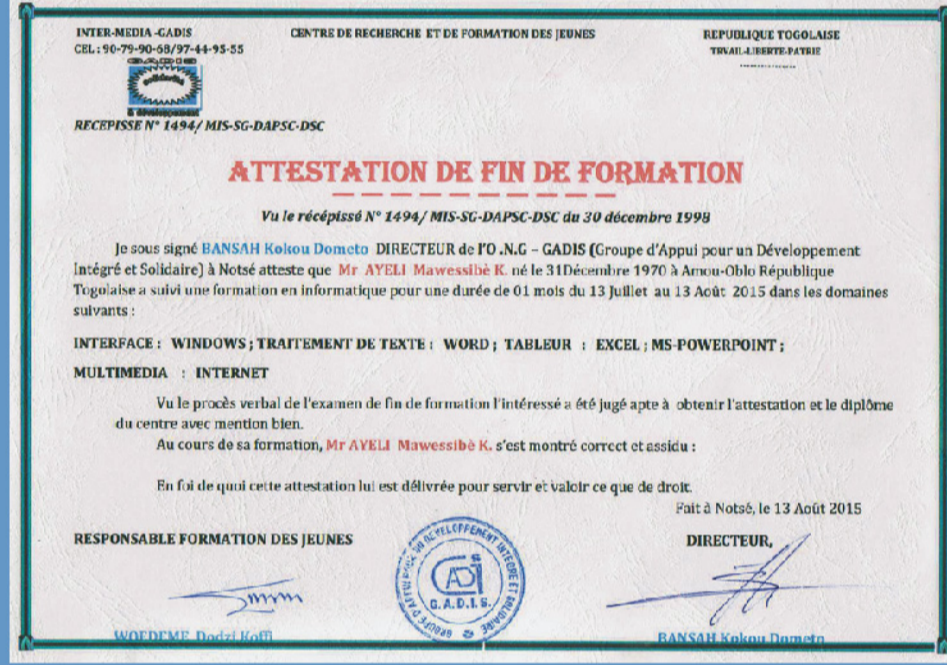 INTER-MEDIA -GADIS
CEL : 90-79-90-68/97-44-95-55
CENTRE DE RECHERCHE ET DE FORMATION DES JEUNES
REPUBLIQUE TOGOLAISE
TRVAIL-LIBERTE-PATRIE
solidarité
& développement
RECEPISSE N° 1494/ MIS-SG-DAPSC-DSC
ATTESTATION DE FIN DE FORMATION
Vu le récépissé N° 1494/ MIS-SG-DAPSC-DSC du 30 décembre 1998
Je sous signé BANSAH Kokou Dometo DIRECTEUR de l'O .N.G – GADIS (Groupe d'Appui pour un Développement
Intégré et Solidaire) à Notsé atteste que Mr AYELI Mawessibè K. né le 31Décembre 1970 à Amou-Oblo République
Togolaise a suivi une formation en informatique pour une durée de 01 mois du 13 Juillet au 13 Août 2015 dans les domaines
suivants :
INTERFACE : WINDOWS ; TRAITEMENT DE TEXTE : WORD ; TABLEUR : EXCEL ; MS-POWERPOINT ;
MULTIMEDIA : INTERNET
Vu le procès verbal de l'examen de fin de formation l'intéressé a été jugé apte à obtenir l'attestation et le diplôme
du centre avec mention bien.
Au cours de sa formation, Mr AYELI Mawessibè K. s'est montré correct et assidu :
En foi de quoi cette attestation lui est délivrée pour servir et valoir ce que de droit.
Fait à Notsé, le 13 Août 2015
RESPONSABLE FORMATION DES JEUNES
DIRECTEUR,
GROUPE D'APPUI DEVELOPPEMENT INTEGRE ET SOLIDAIRE
G.A.D.I.S.
WOEDEME Dodzi Koffi
BANSAH Kokou Dometo